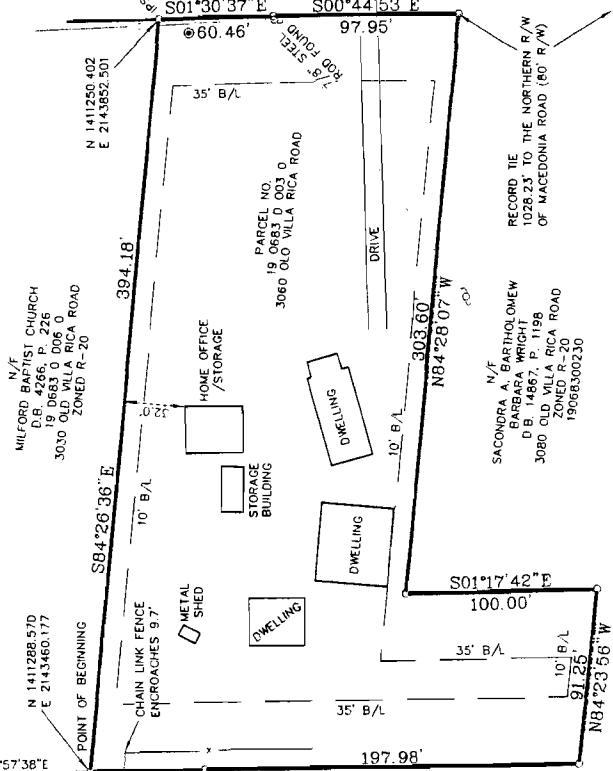 S01°30'37"E
S00°44'53"E
60.46'
97.95'
7/8" STEEL
ROD FOUND
N 1411250.402
E 2143852.501
35' B/L
RECORD TIE
1028.23' TO THE NORTHERN R/W
OF MACEDONIA ROAD (80' R/W)
PARCEL NO.
19 0683 D 003 0
3060 OLD VILLA RICA ROAD
DRIVE
394.18'
S84°26'36"E
303.60'
N84°28'07"W
N/F
MILFORD BAPTIST CHURCH
D.B. 4266, P. 226
19 0683 0 D06 0
3030 OLD VILLA RICA ROAD
ZONED R-20
HOME OFFICE
/STORAGE
32.0'
DWELLING
10' B/L
N/F
SACONDRA A. BARTHOLOMEW
BARBARA WRIGHT
D B. 14867, P. 1198
3080 OLD VILLA RICA ROAD
ZONED R-20
19068300230
10' B/L
STORAGE
BUILDING
DWELLING
METAL
SHED
DWELLING
S01°17'42"E
100.00'
N 1411288.57D
E 2143460.177
POINT OF BEGINNING
CHAIN LINK FENCE
ENCROACHES 9.7'
35' B/L
10' B/L
91.25'
N84°23'56"W
35' B/L
x
197.98'
57'38"E